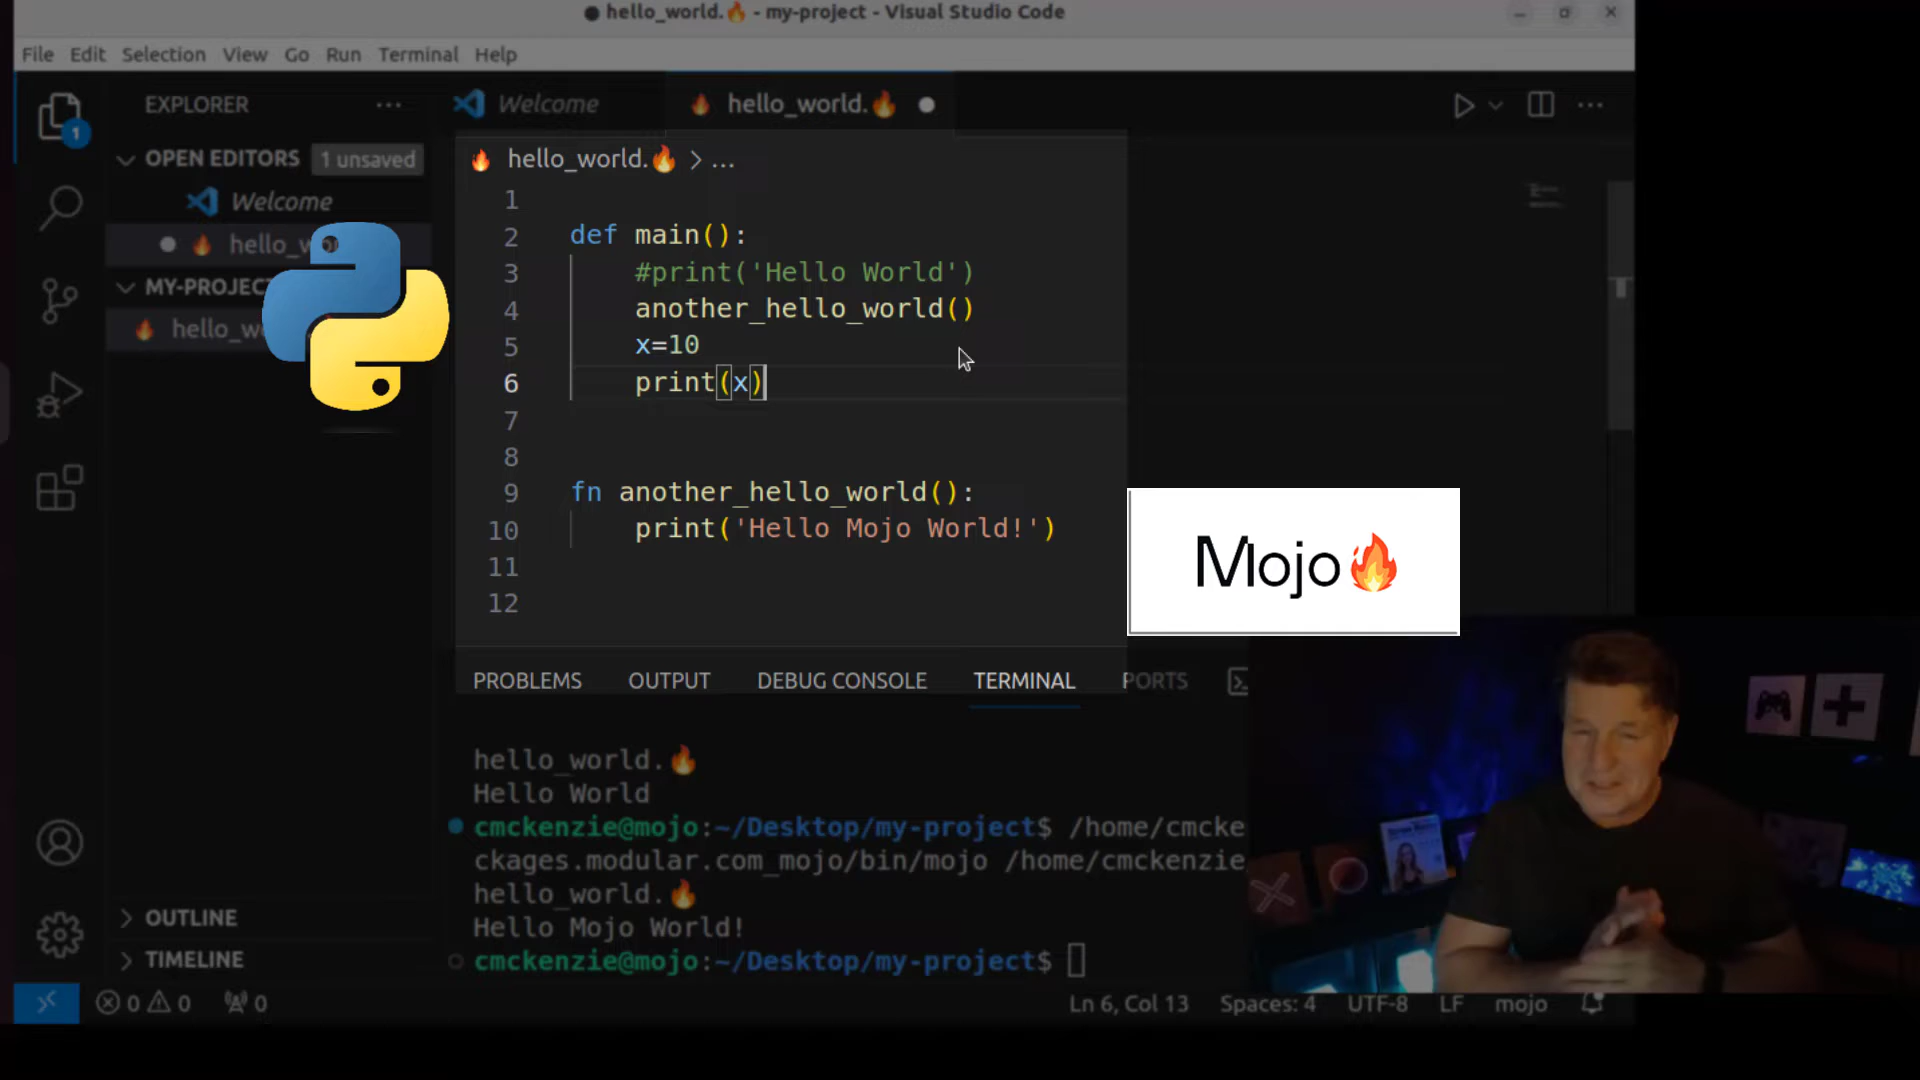 hello_world.🔥 - my-project - Visual Studio Code
File Edit Selection View Go Run Terminal Help
EXPLORER
Welcome
hello_world.🔥
1
OPEN EDITORS 1 unsaved
Welcome
hello_w
MY-PROJECT
hello_w
hello_world.🔥 > ...
1
2 def main():
3     #print('Hello World')
4     another_hello_world()
5     x=10
6     print(x)
7
8
9 fn another_hello_world():
10     print('Hello Mojo World!')
11
12
Mojo🔥
PROBLEMS OUTPUT DEBUG CONSOLE TERMINAL PORTS
hello_world.🔥
Hello World
cmckenzie@mojo:~/Desktop/my-project$ /home/cmcke
ckages.modular.com_mojo/bin/mojo /home/cmckenzie
hello_world.🔥
Hello Mojo World!
cmckenzie@mojo:~/Desktop/my-project$
OUTLINE
TIMELINE
0 0 0
Ln 6, Col 13 Spaces: 4 UTF-8 LF mojo